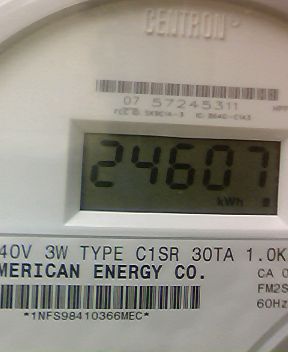 CENTRON
07 57245311
24607
kWh
40V 3W TYPE C1SR 30TA 1.0K
MERICAN ENERGY CO. CA 0
FM2S
60Hz
*1NFS98410366MEC*